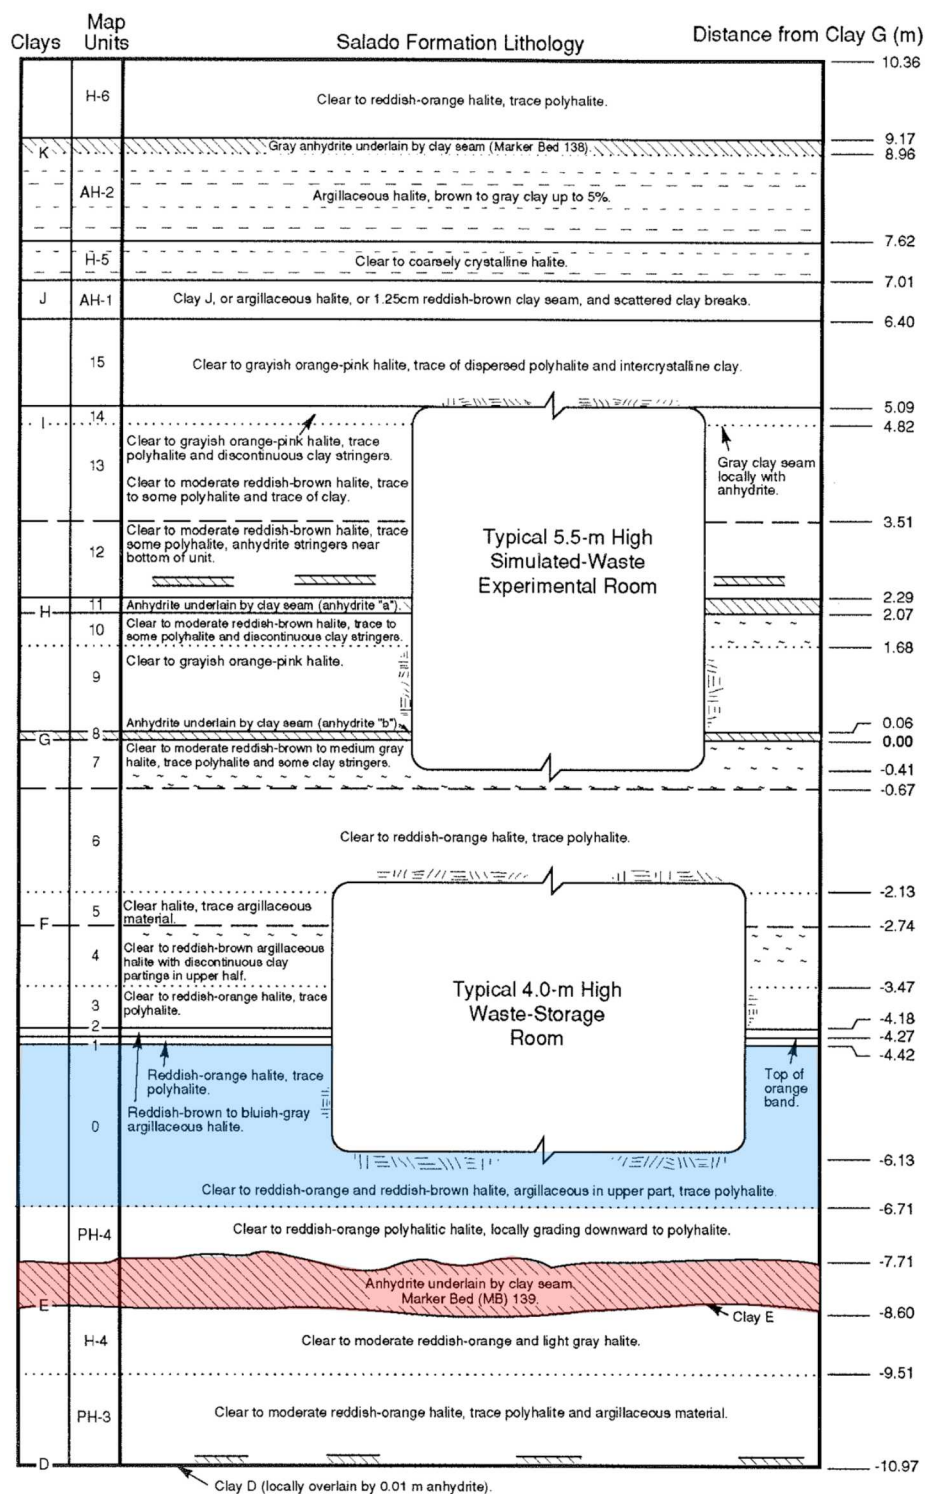 Clays
Map
Units
Salado Formation Lithology
Distance from Clay G (m)
10.36
H-6
Clear to reddish-orange halite, trace polyhalite.
9.17
Gray anhydrite underlain by clay seam (Marker Bed 138).
K
8.96
AH-2
Argillaceous halite, brown to gray clay up to 5%.
7.62
H-5
Clear to coarsely crystalline halite.
7.01
J
AH-1
Clay J, or argillaceous halite, or 1.25cm reddish-brown clay seam, and scattered clay breaks.
6.40
15
Clear to grayish orange-pink halite, trace of dispersed polyhalite and intercrystalline clay.
5.09
14
I
4.82
Clear to grayish orange-pink halite, trace
polyhalite and discontinuous clay stringers.
13
Clear to moderate reddish-brown halite, trace
to some polyhalite and trace of clay.
Gray clay seam
locally with
anhydrite.
3.51
12
Clear to moderate reddish-brown halite, trace
some polyhalite, anhydrite stringers near
bottom of unit.
Typical 5.5-m High
Simulated-Waste
Experimental Room
2.29
11
Anhydrite underlain by clay seam (anhydrite "a").
H
2.07
10
Clear to moderate reddish-brown halite, trace to
some polyhalite and discontinuous clay stringers.
1.68
9
Clear to grayish orange-pink halite.
0.06
8
Anhydrite underlain by clay seam (anhydrite "b")
G
0.00
7
Clear to moderate reddish-brown to medium gray
halite, trace polyhalite and some clay stringers.
-0.41
-0.67
6
Clear to reddish-orange halite, trace polyhalite.
-2.13
5
Clear halite, trace argillaceous
material.
F
-2.74
4
Clear to reddish-brown argillaceous
halite with discontinuous clay
partings in upper half.
Typical 4.0-m High
Waste-Storage
Room
-3.47
3
Clear to reddish-orange halite, trace
polyhalite.
2
-4.18
-4.27
1
-4.42
Reddish-orange halite, trace
polyhalite.
Top of
orange
band.
Reddish-brown to bluish-gray
argillaceous halite.
0
-6.13
Clear to reddish-orange and reddish-brown halite, argillaceous in upper part, trace polyhalite.
-6.71
PH-4
Clear to reddish-orange polyhalitic halite, locally grading downward to polyhalite.
-7.71
Anhydrite underlain by clay seam.
Marker Bed (MB) 139.
E
Clay E
-8.60
H-4
Clear to moderate reddish-orange and light gray halite.
-9.51
PH-3
Clear to moderate reddish-orange halite, trace polyhalite and argillaceous material.
D
-10.97
Clay D (locally overlain by 0.01 m anhydrite).